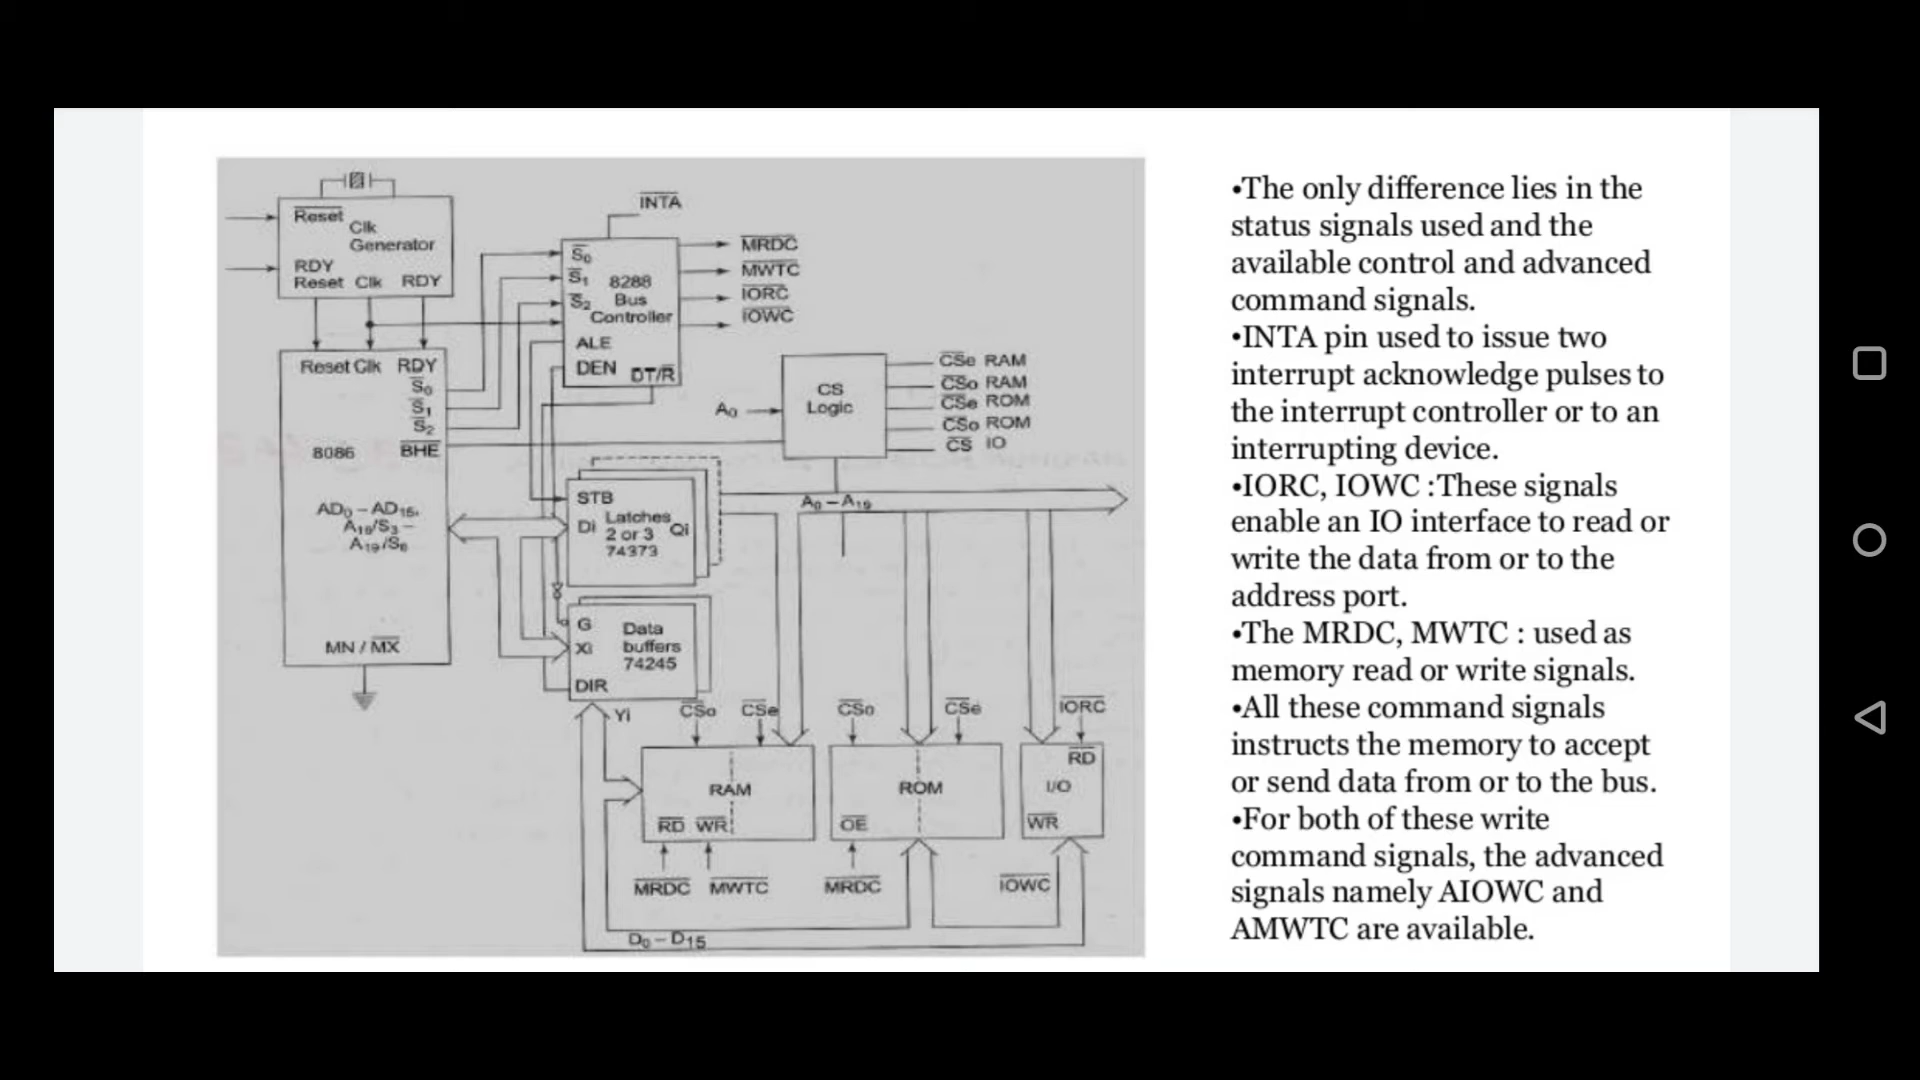 INTA
Reset
Clk
Generator
RDY
Reset Clk RDY
S0
S1
S2
8288
Bus
Controller
ALE
DEN
DT/R
MRDC
MWTC
IORC
IOWC
Reset Clk RDY
S0
S1
S2
8086
BHE
AD0 – AD15,
A19/S3 –
A19/S6
MN / MX
A0
CS
Logic
CSe RAM
CSo RAM
CSe ROM
CSo ROM
CS IO
STB
Di
Latches
2 or 3
74373
Qi
A0 – A19
G
Xi
DIR
Data
buffers
74245
Yi
CSo
CSe
CSo
CSe
IORC
RAM
RD WR
ROM
OE
RD
I/O
WR
MRDC MWTC
MRDC
IOWC
D0 – D15
•The only difference lies in the
status signals used and the
available control and advanced
command signals.
•INTA pin used to issue two
interrupt acknowledge pulses to
the interrupt controller or to an
interrupting device.
•IORC, IOWC :These signals
enable an IO interface to read or
write the data from or to the
address port.
•The MRDC, MWTC : used as
memory read or write signals.
•All these command signals
instructs the memory to accept
or send data from or to the bus.
•For both of these write
command signals, the advanced
signals namely AIOWC and
AMWTC are available.